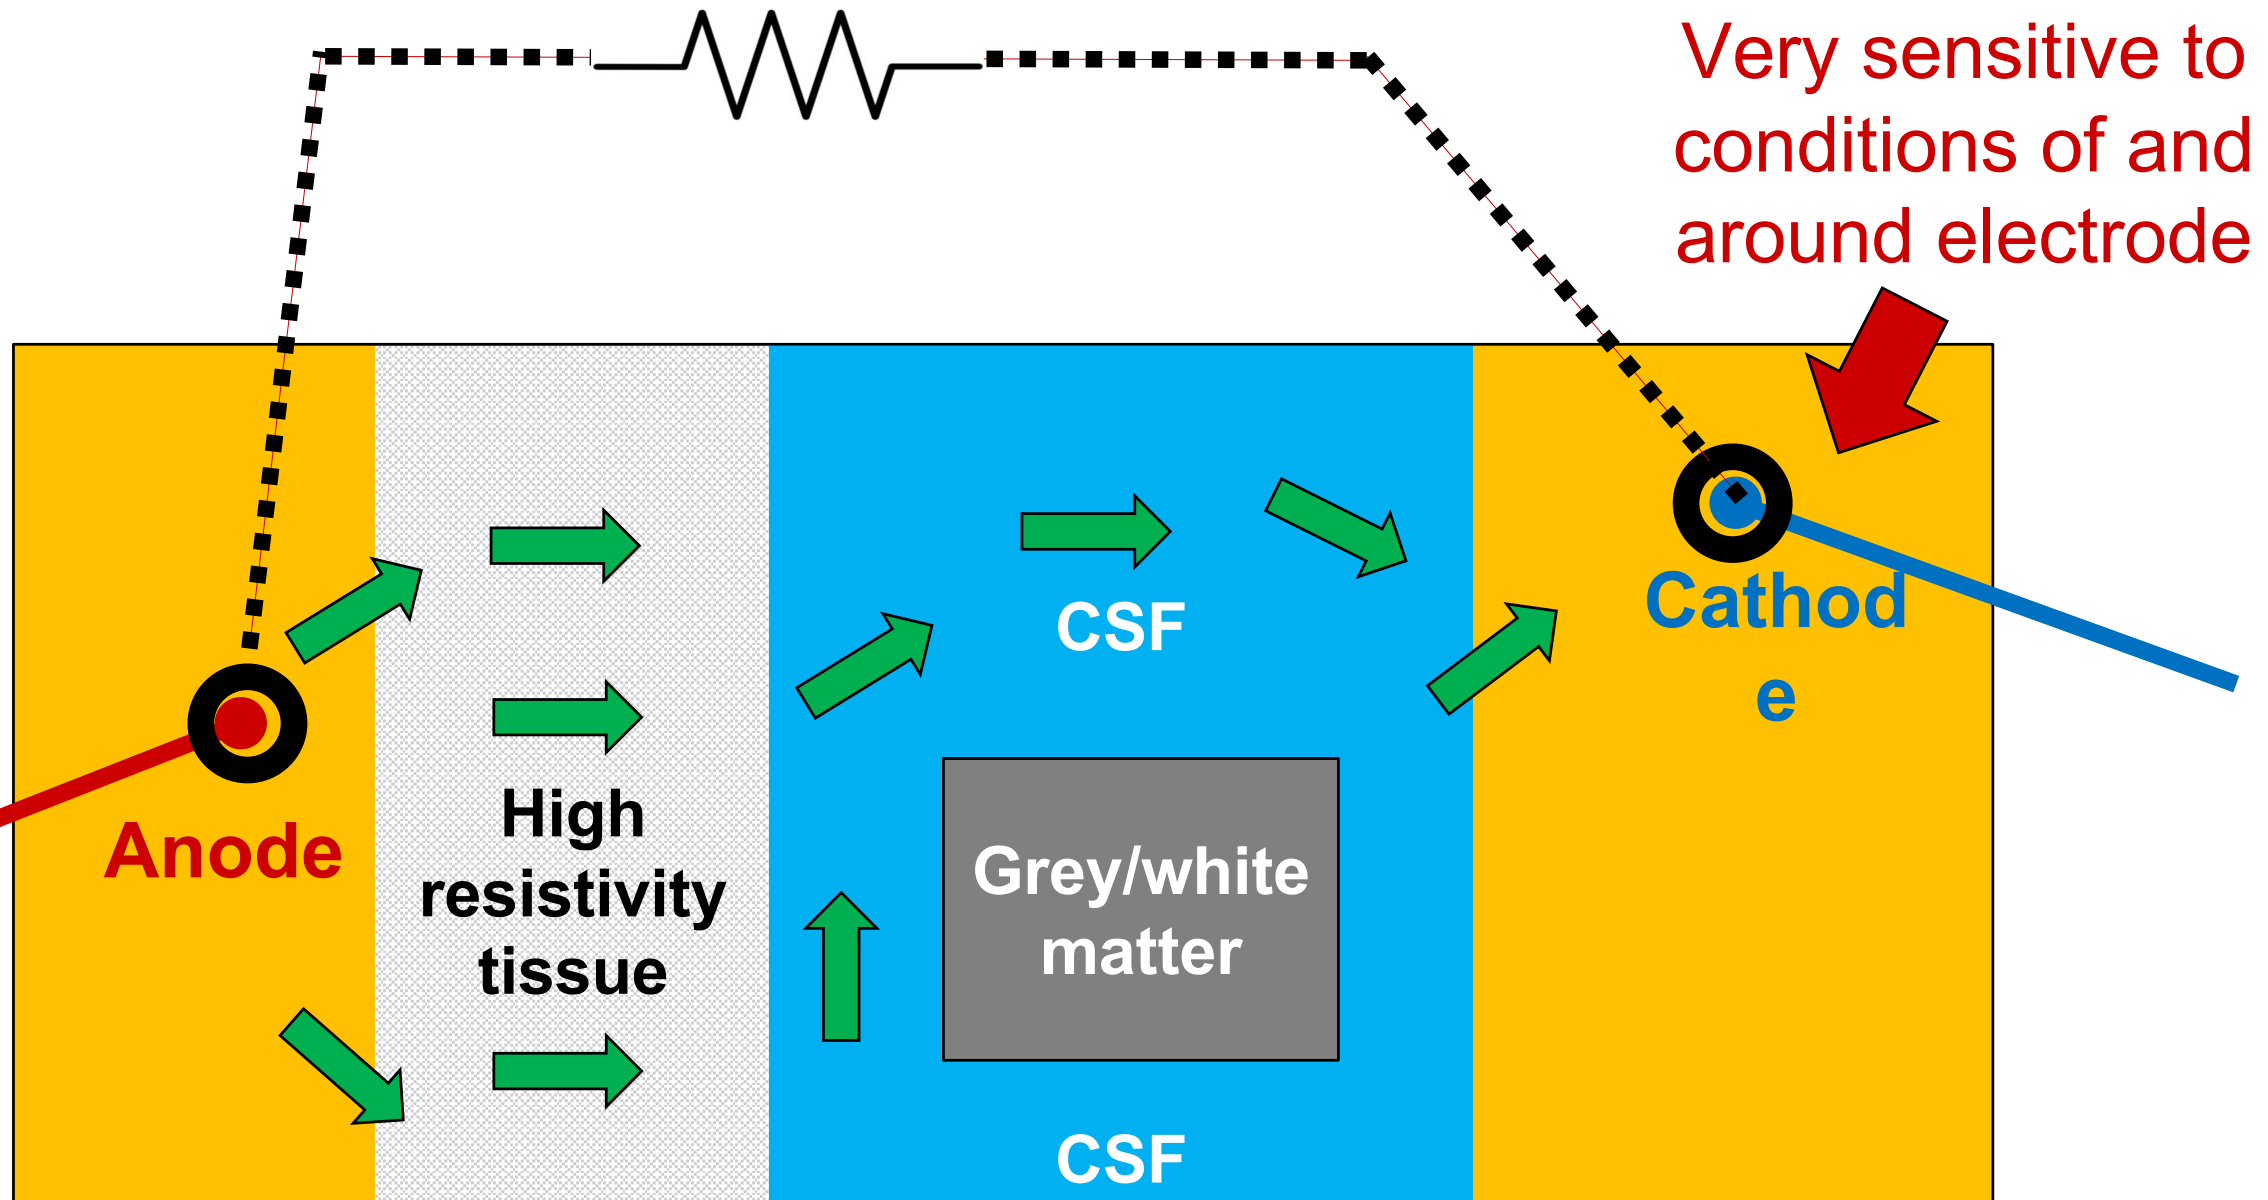 Very sensitive to
conditions of and
around electrode
CSF
Cathod
e
Anode
High
resistivity
tissue
Grey/white
matter
CSF